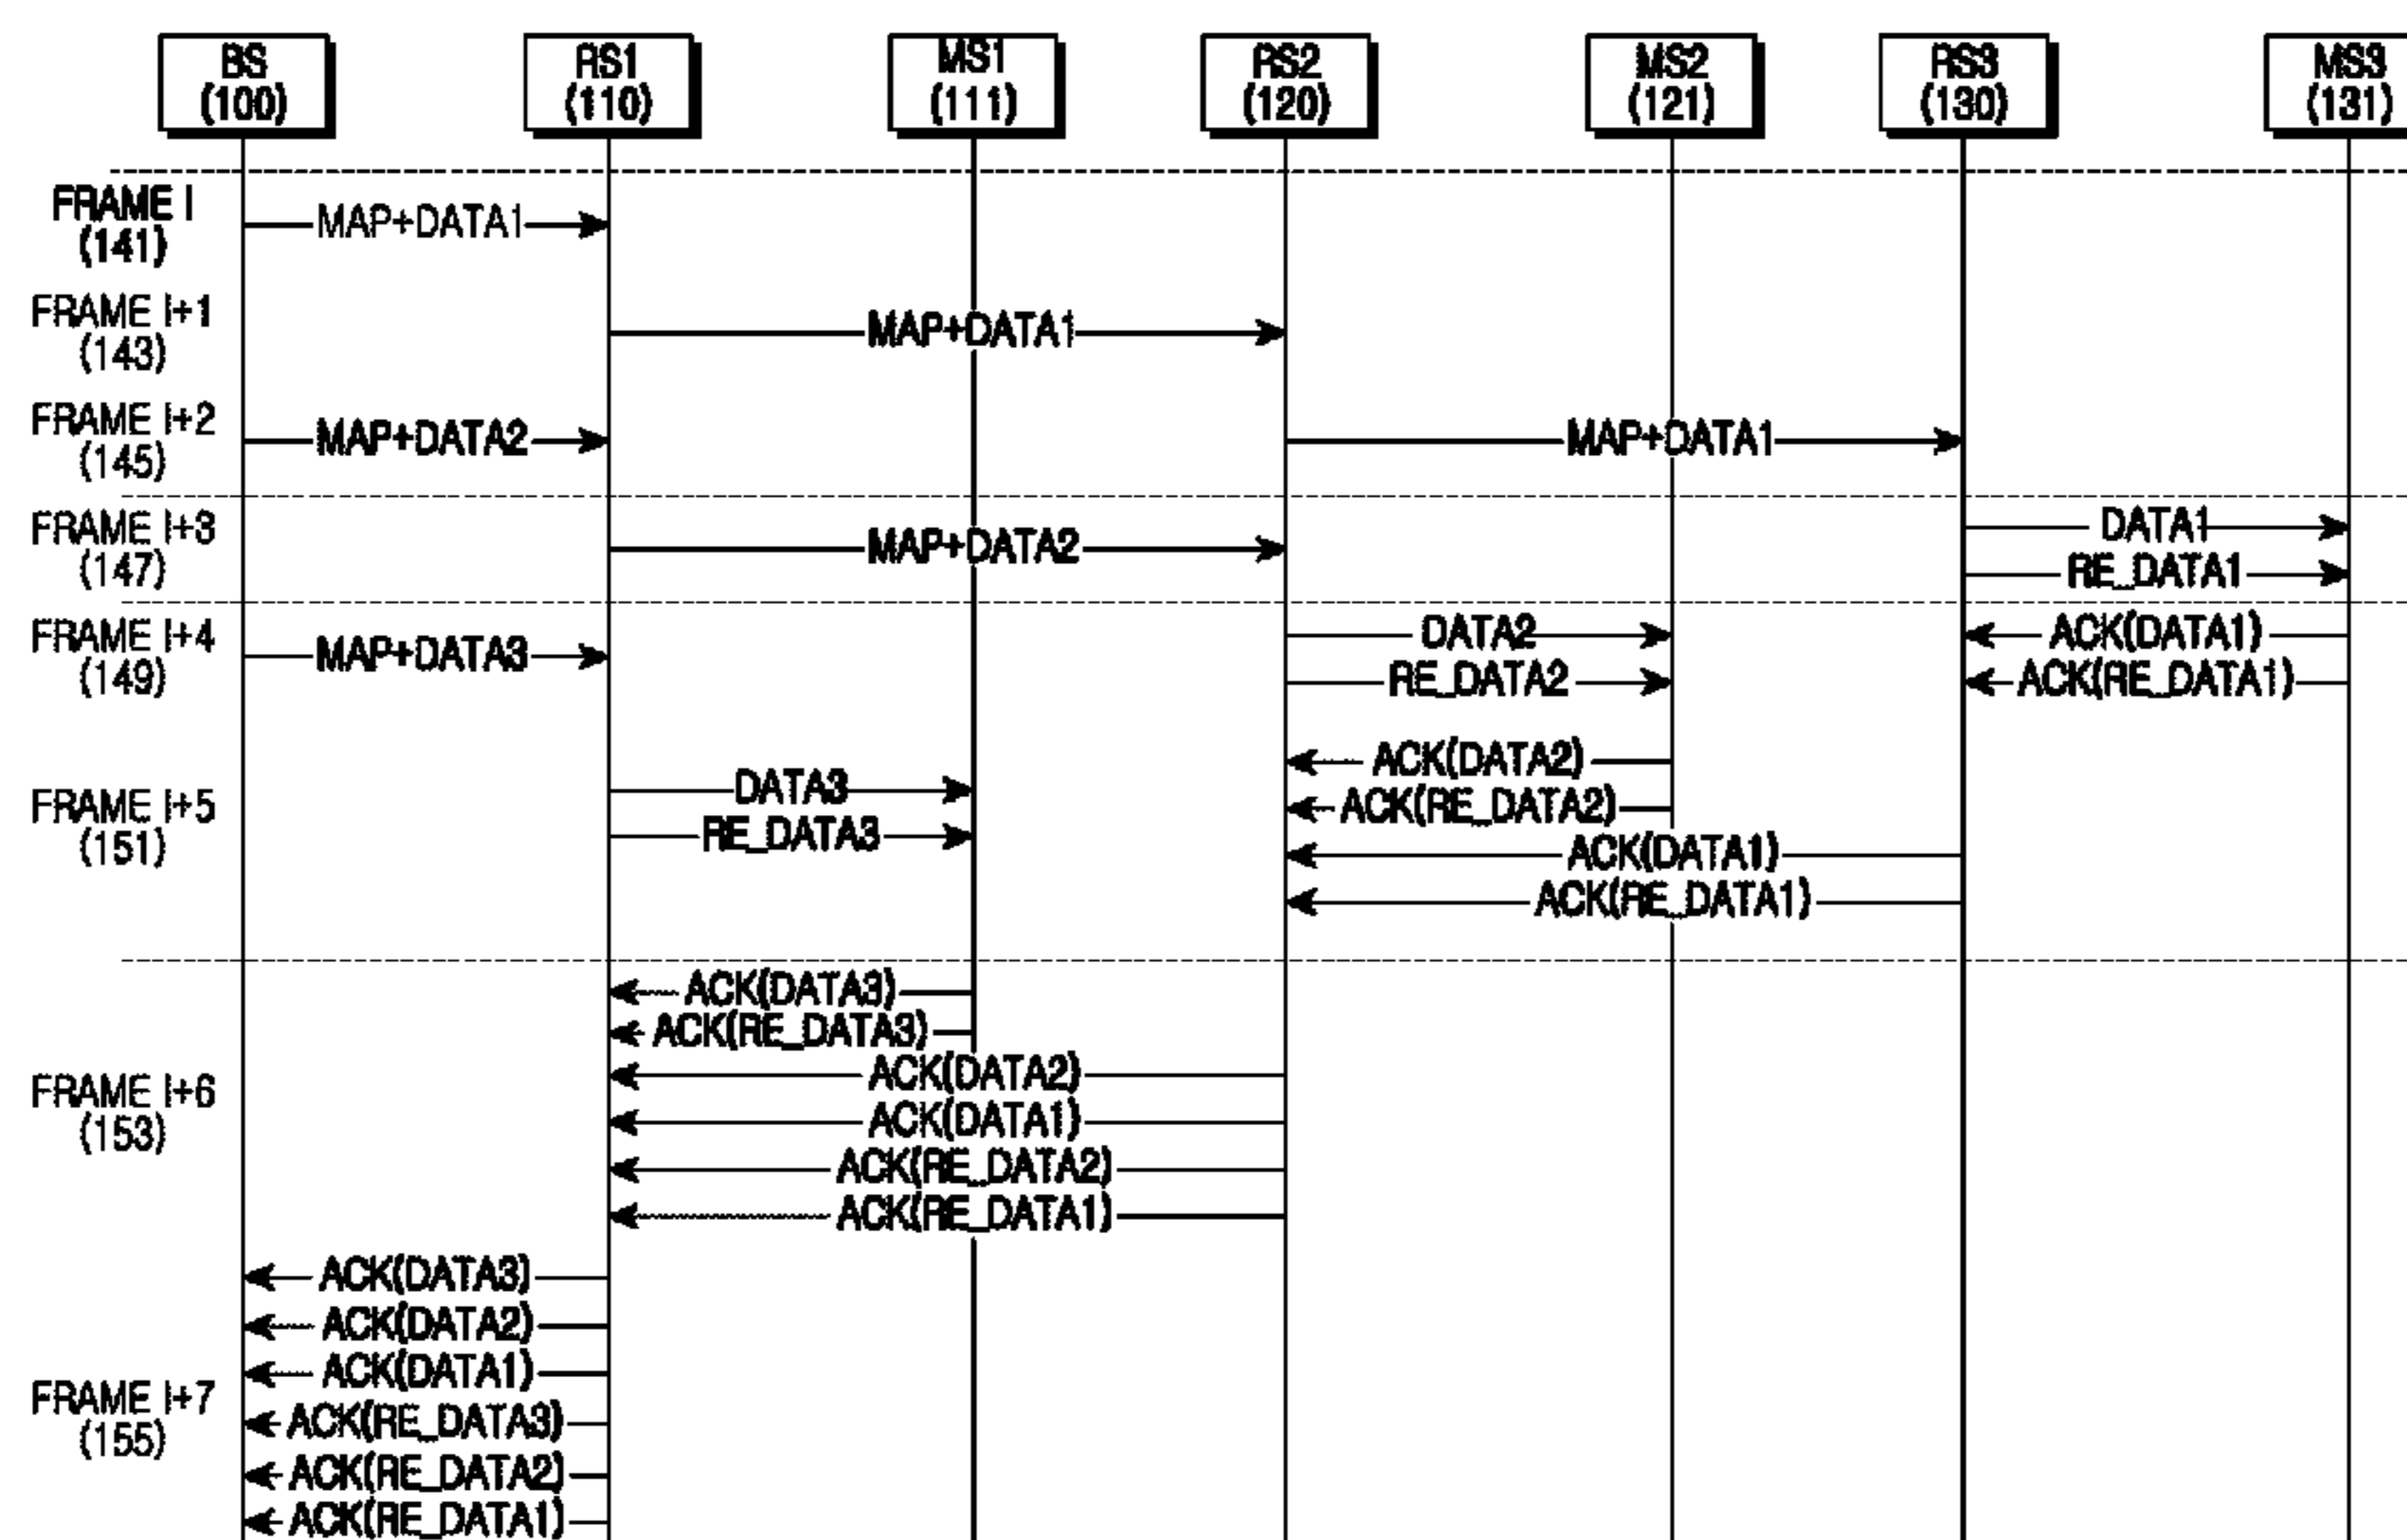 BS
(100)
RS1
(110)
MS1
(111)
RS2
(120)
MS2
(121)
RS3
(130)
MS3
(131)
FRAME I
(141)
MAP+DATA1
FRAME I+1
(143)
MAP+DATA1
FRAME I+2
(145)
MAP+DATA2
MAP+DATA1
FRAME I+3
(147)
MAP+DATA2
DATA1
RE_DATA1
FRAME I+4
(149)
MAP+DATA3
DATA2
RE_DATA2
ACK(DATA1)
ACK(RE_DATA1)
FRAME I+5
(151)
DATA3
RE_DATA3
ACK(DATA2)
ACK(RE_DATA2)
ACK(DATA1)
ACK(RE_DATA1)
FRAME I+6
(153)
ACK(DATA3)
ACK(RE_DATA3)
ACK(DATA2)
ACK(DATA1)
ACK(RE_DATA2)
ACK(RE_DATA1)
FRAME I+7
(155)
ACK(DATA3)
ACK(DATA2)
ACK(DATA1)
ACK(RE_DATA3)
ACK(RE_DATA2)
ACK(RE_DATA1)